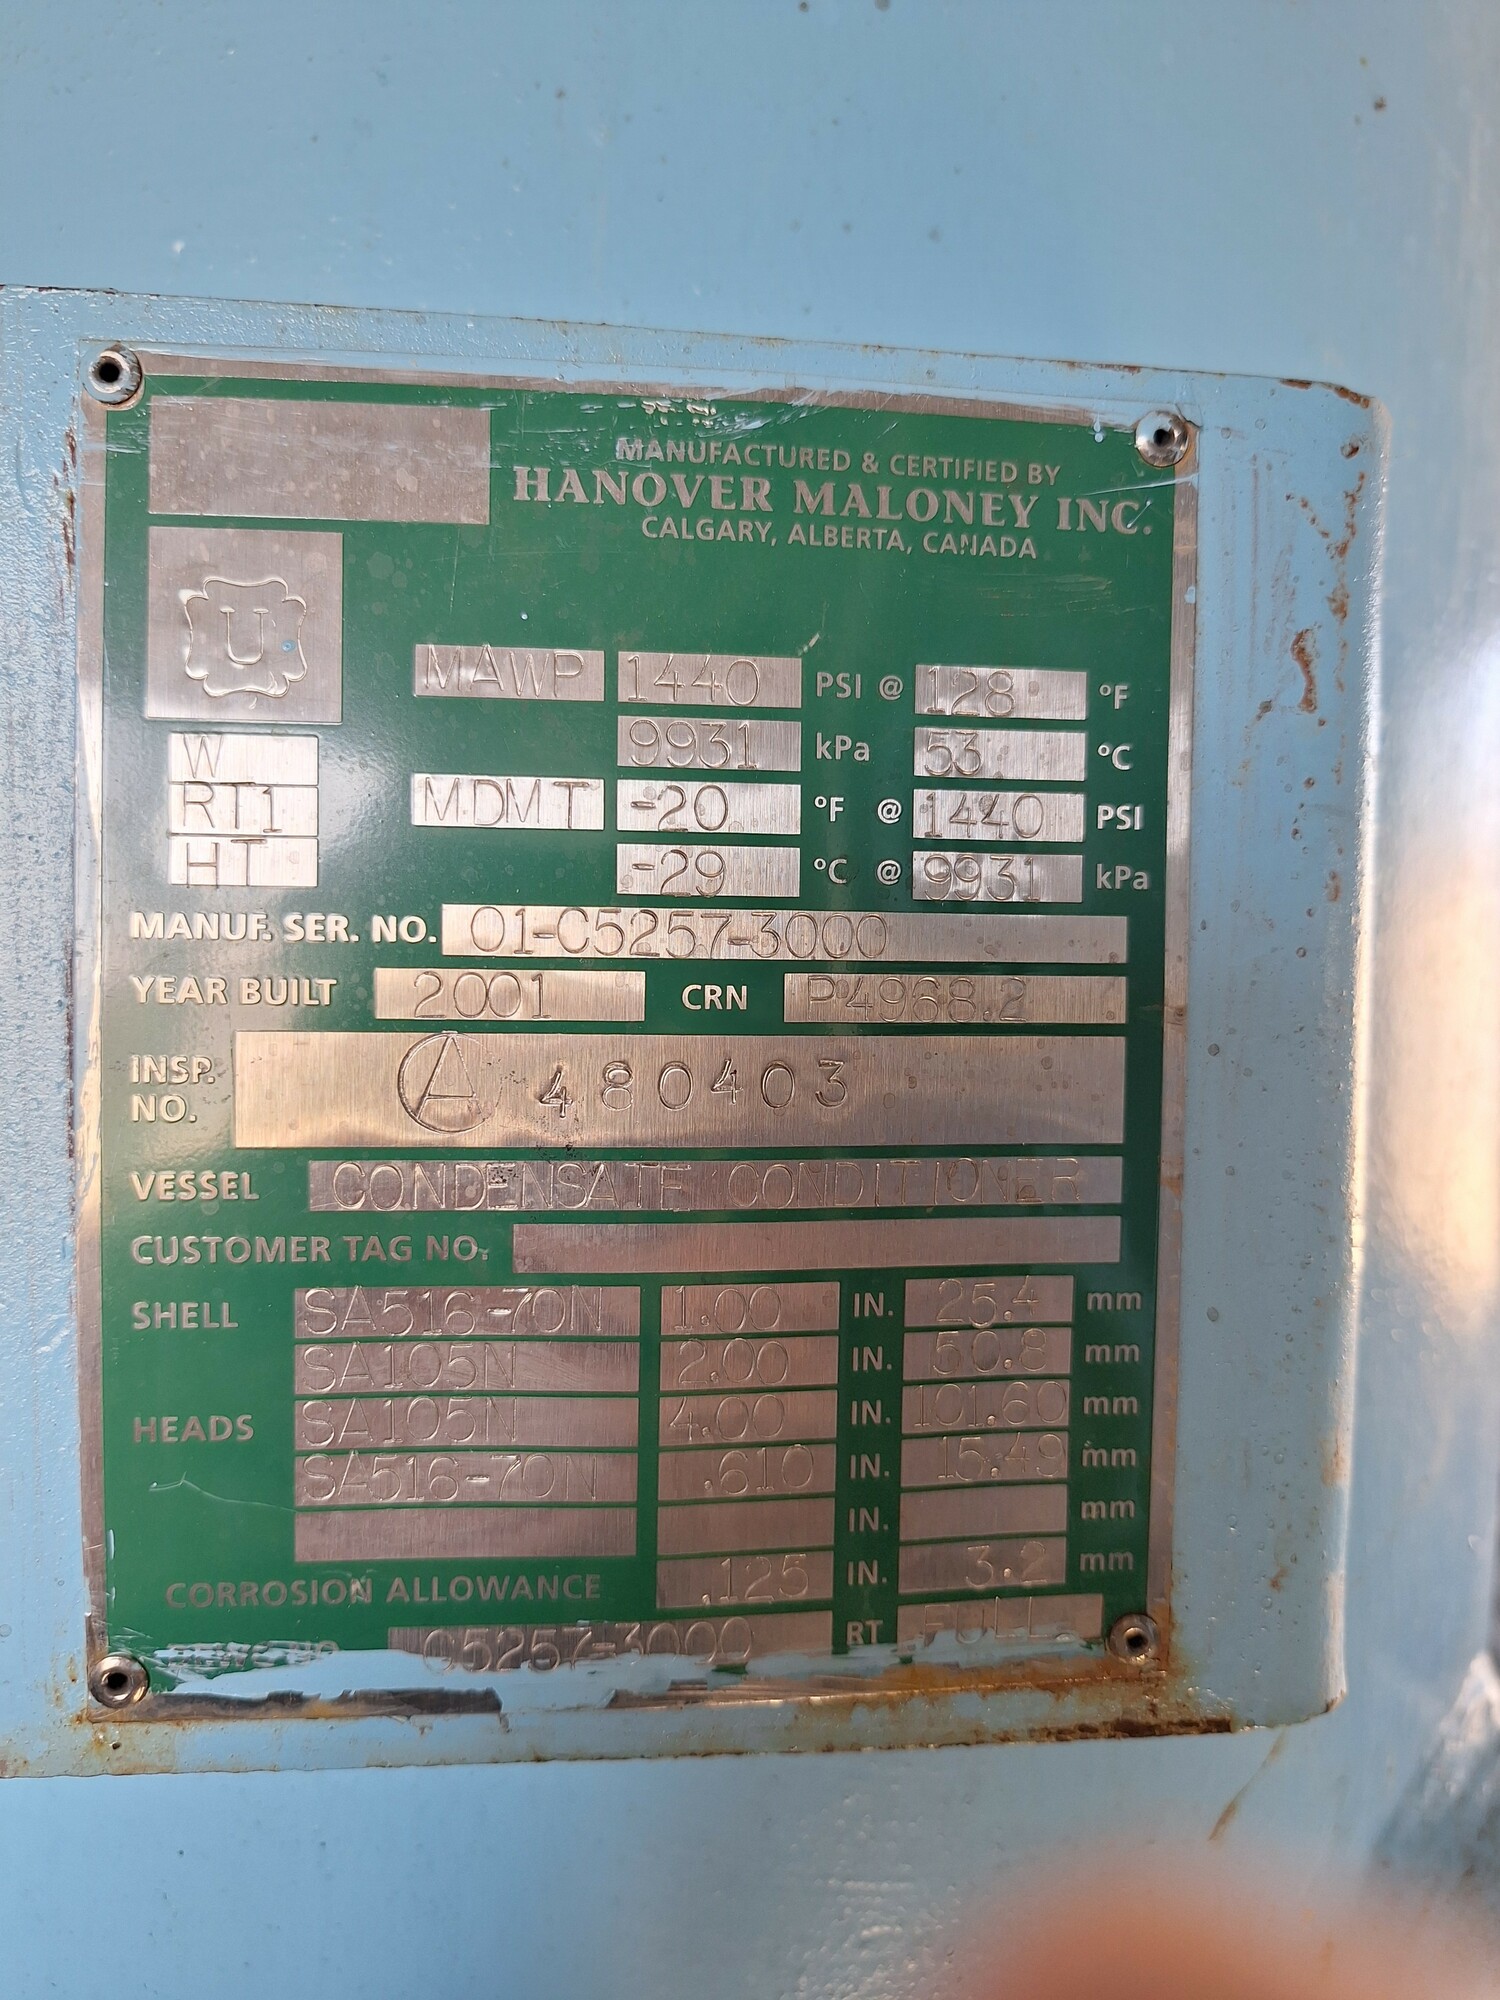 MANUFACTURED & CERTIFIED BY
HANOVER MALONEY INC.
CALGARY, ALBERTA, CANADA
U
MAWP 1440 PSI @ 128 °F
W 9931 kPa 53 °C
RT1 MDMT -20 °F @ 1440 PSI
HT -29 °C @ 9931 kPa
MANUF. SER. NO. 01-C5257-3000
YEAR BUILT 2001 CRN P4968.2
INSP. NO. A 480403
VESSEL CONDENSATE CONDITIONER
CUSTOMER TAG NO.
SHELL SA516-70N 1.00 IN. 25.4 mm
SA105N 2.00 IN. 50.8 mm
HEADS SA105N 4.00 IN. 101.60 mm
SA516-70N .610 IN. 15.49 mm
IN. mm
CORROSION ALLOWANCE .125 IN. 3.2 mm
C5257-3000 RT FULL